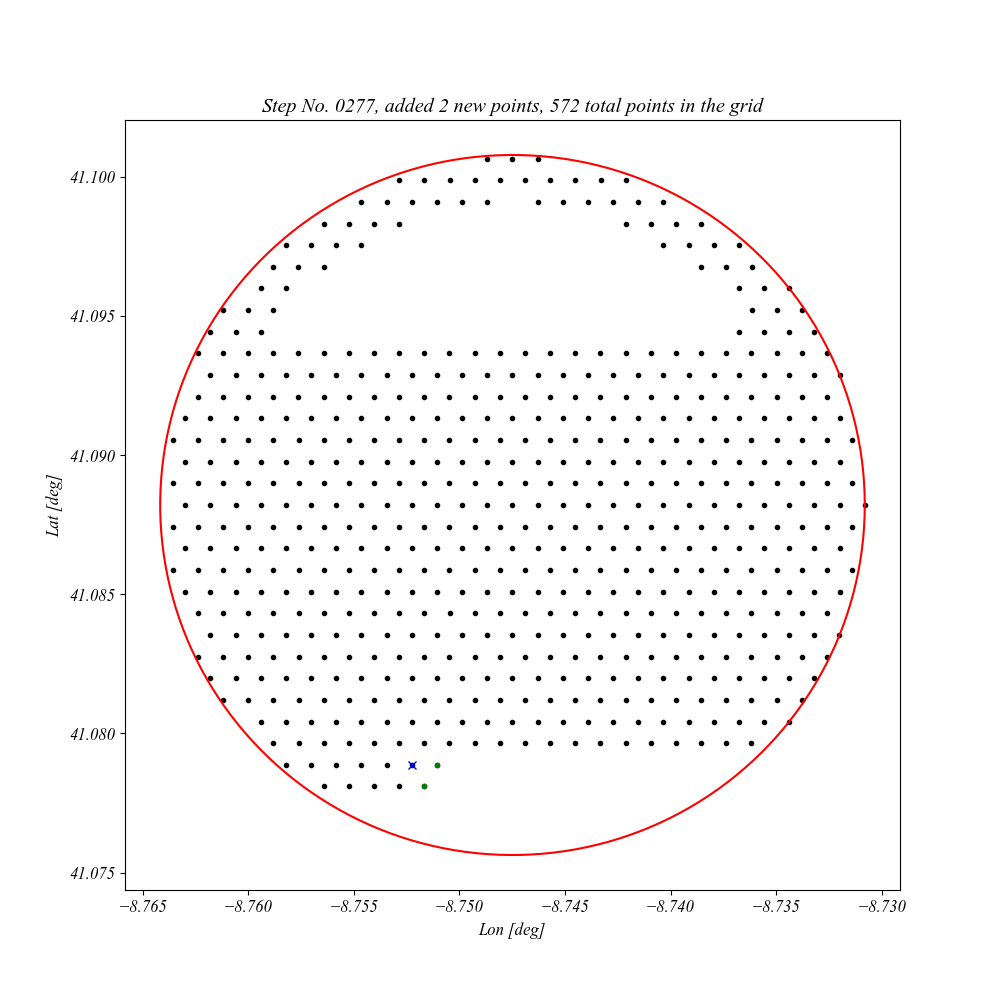 Step No. 0277, added 2 new points, 572 total points in the grid
41.100
41.095
41.090
41.085
41.080
41.075
Lat [deg]
−8.765 −8.760 −8.755 −8.750 −8.745 −8.740 −8.735 −8.730
Lon [deg]